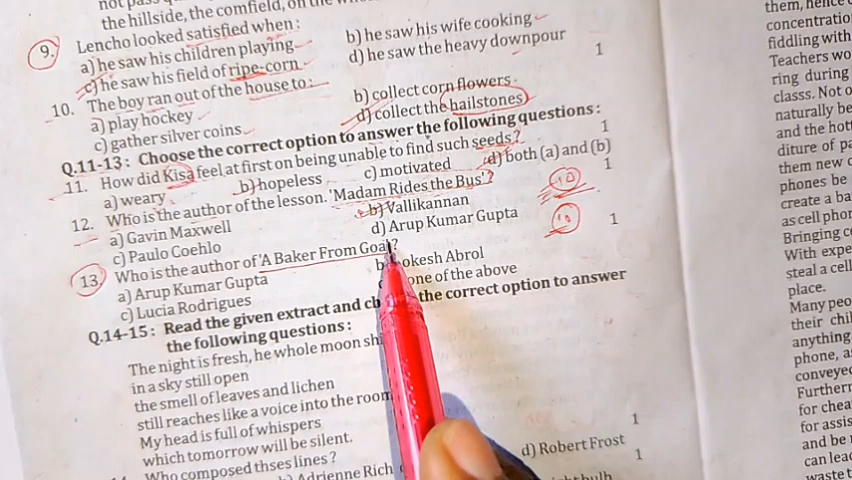 not pass
the hillside, the cornfield, on the
9. Lencho looked satisfied when :
a) he saw his children playing b) he saw his wife cooking
c) he saw his field of ripe-corn d) he saw the heavy downpour 1
10. The boy ran out of the house to :
a) play hockey b) collect corn flowers
c) gather silver coins d) collect the hailstones
Q.11-13 : Choose the correct option to answer the following questions :
11. How did Kisa feel at first on being unable to find such seeds? 1
a) weary b) hopeless c) motivated d) both (a) and (b)
12. Who is the author of the lesson. 'Madam Rides the Bus'? 1
a) Gavin Maxwell b) Vallikannan
c) Paulo Coehlo d) Arup Kumar Gupta
13. Who is the author of 'A Baker From Goa'? 1
a) Arup Kumar Gupta okesh Abrol
c) Lucia Rodrigues one of the above
Q.14-15 : Read the given extract and the correct option to answer
the following questions :
The night is fresh, he whole moon
in a sky still open
the smell of leaves and lichen
still reaches like a voice into the room
My head is full of whispers
which tomorrow will be silent. 1
Who composed thses lines?
Adrienne Rich d) Robert Frost
1
10
10
them, hence
concentratio
fiddling with
Teachers wo
ring during
classs. Not o
naturally be
and the hot
diture of pa
them new c
phones be
create a ba
as cell phon
Bringing c
With expe
steal a cell
place.
Many peo
their chil
anything
phone, a
conveyed
Further
for chea
for assis
and be
can lea
waste t